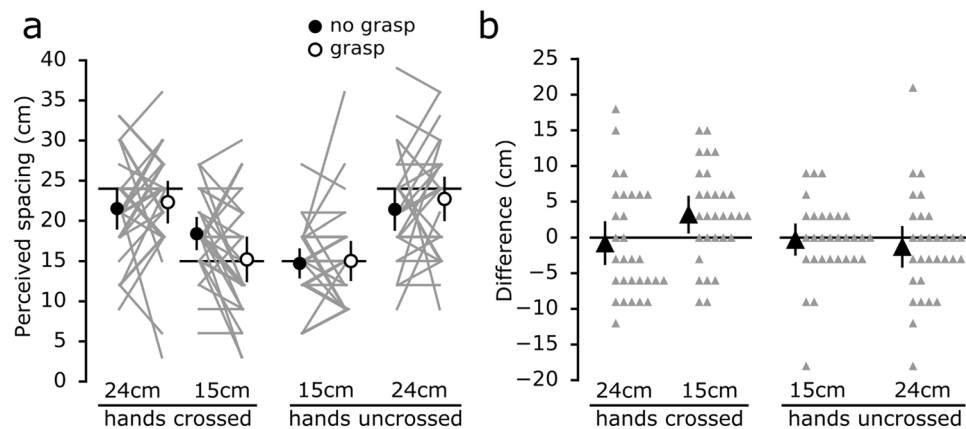 a
no grasp
grasp
Perceived spacing (cm)
40
35
30
25
20
15
10
5
0
24cm 15cm 15cm 24cm
hands crossed hands uncrossed
b
Difference (cm)
25
20
15
10
5
0
−5
−10
−15
−20
24cm 15cm 15cm 24cm
hands crossed hands uncrossed